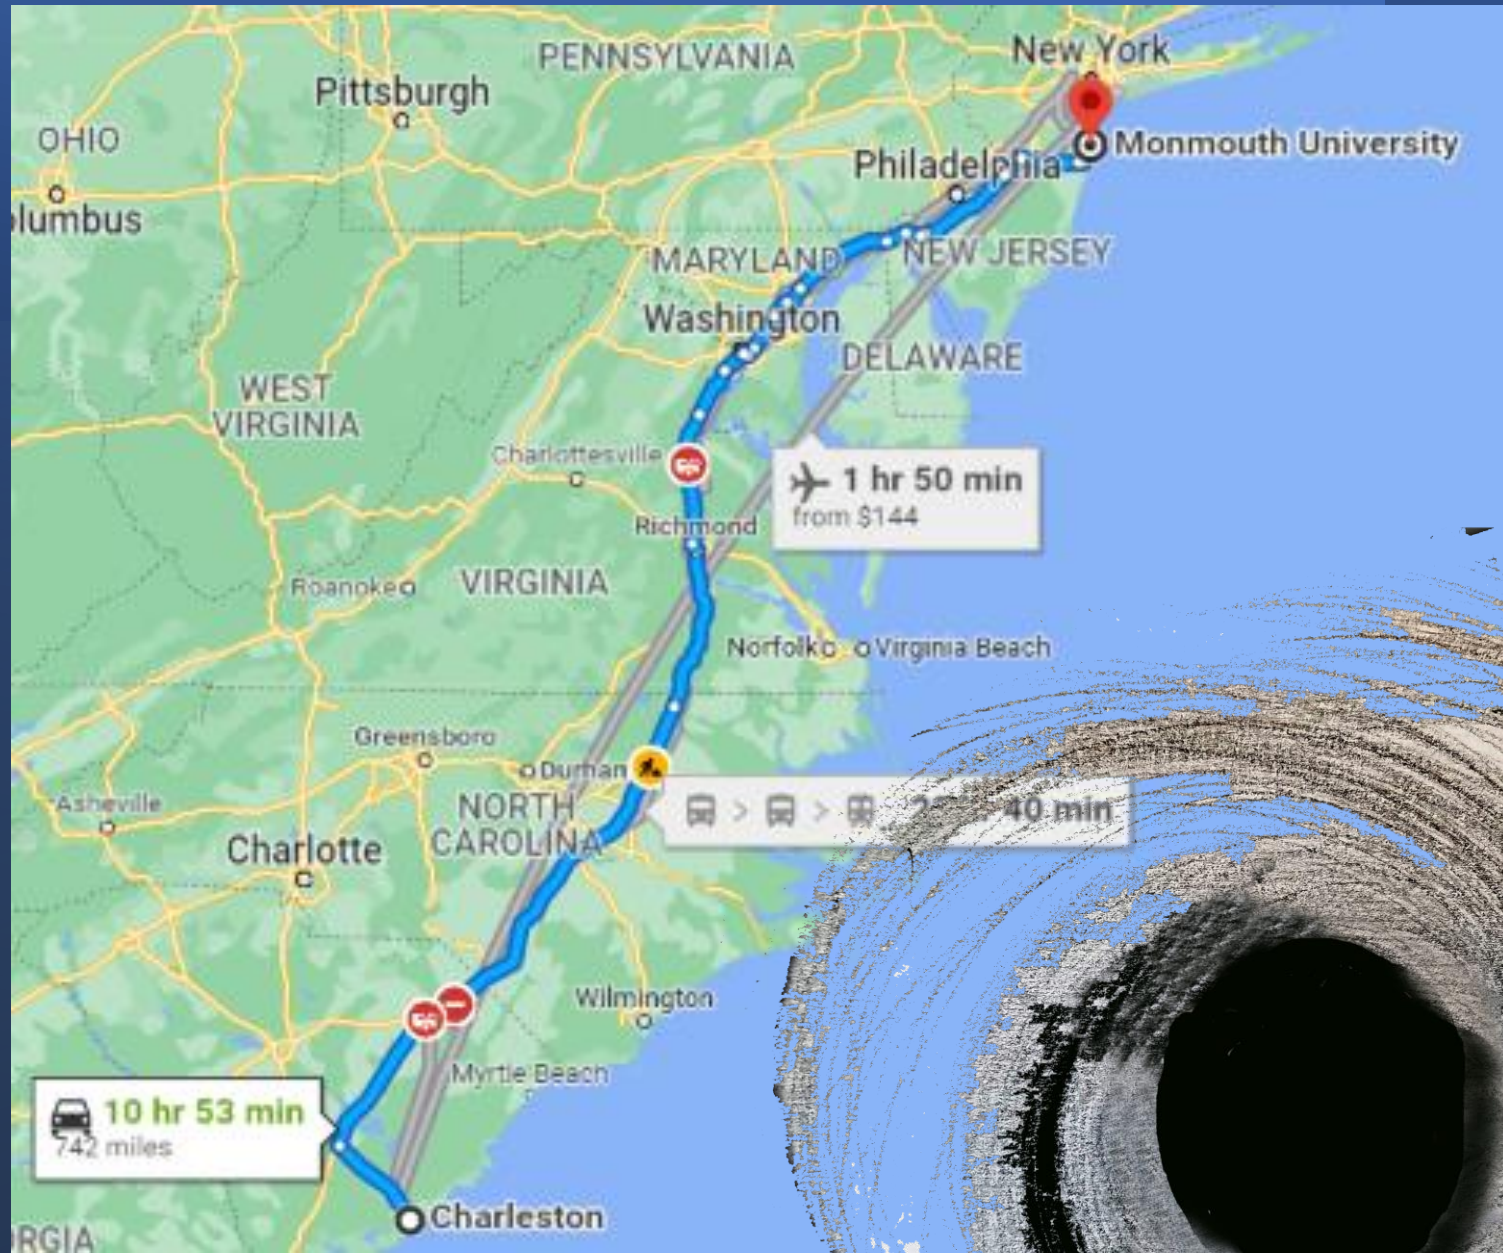 New York
PENNSYLVANIA
Pittsburgh
OHIO
Monmouth University
Philadelphia
lumbus
NEW JERSEY
MARYLAND
Washington
DELAWARE
WEST
VIRGINIA
Charlottesville
1 hr 50 min
from $144
Richmond
Roanoke
VIRGINIA
Norfolk
Virginia Beach
Greensboro
Durham
Asheville
NORTH
CAROLINA
40 min
Charlotte
Wilmington
Myrtle Beach
10 hr 53 min
742 miles
Charleston
RGIA